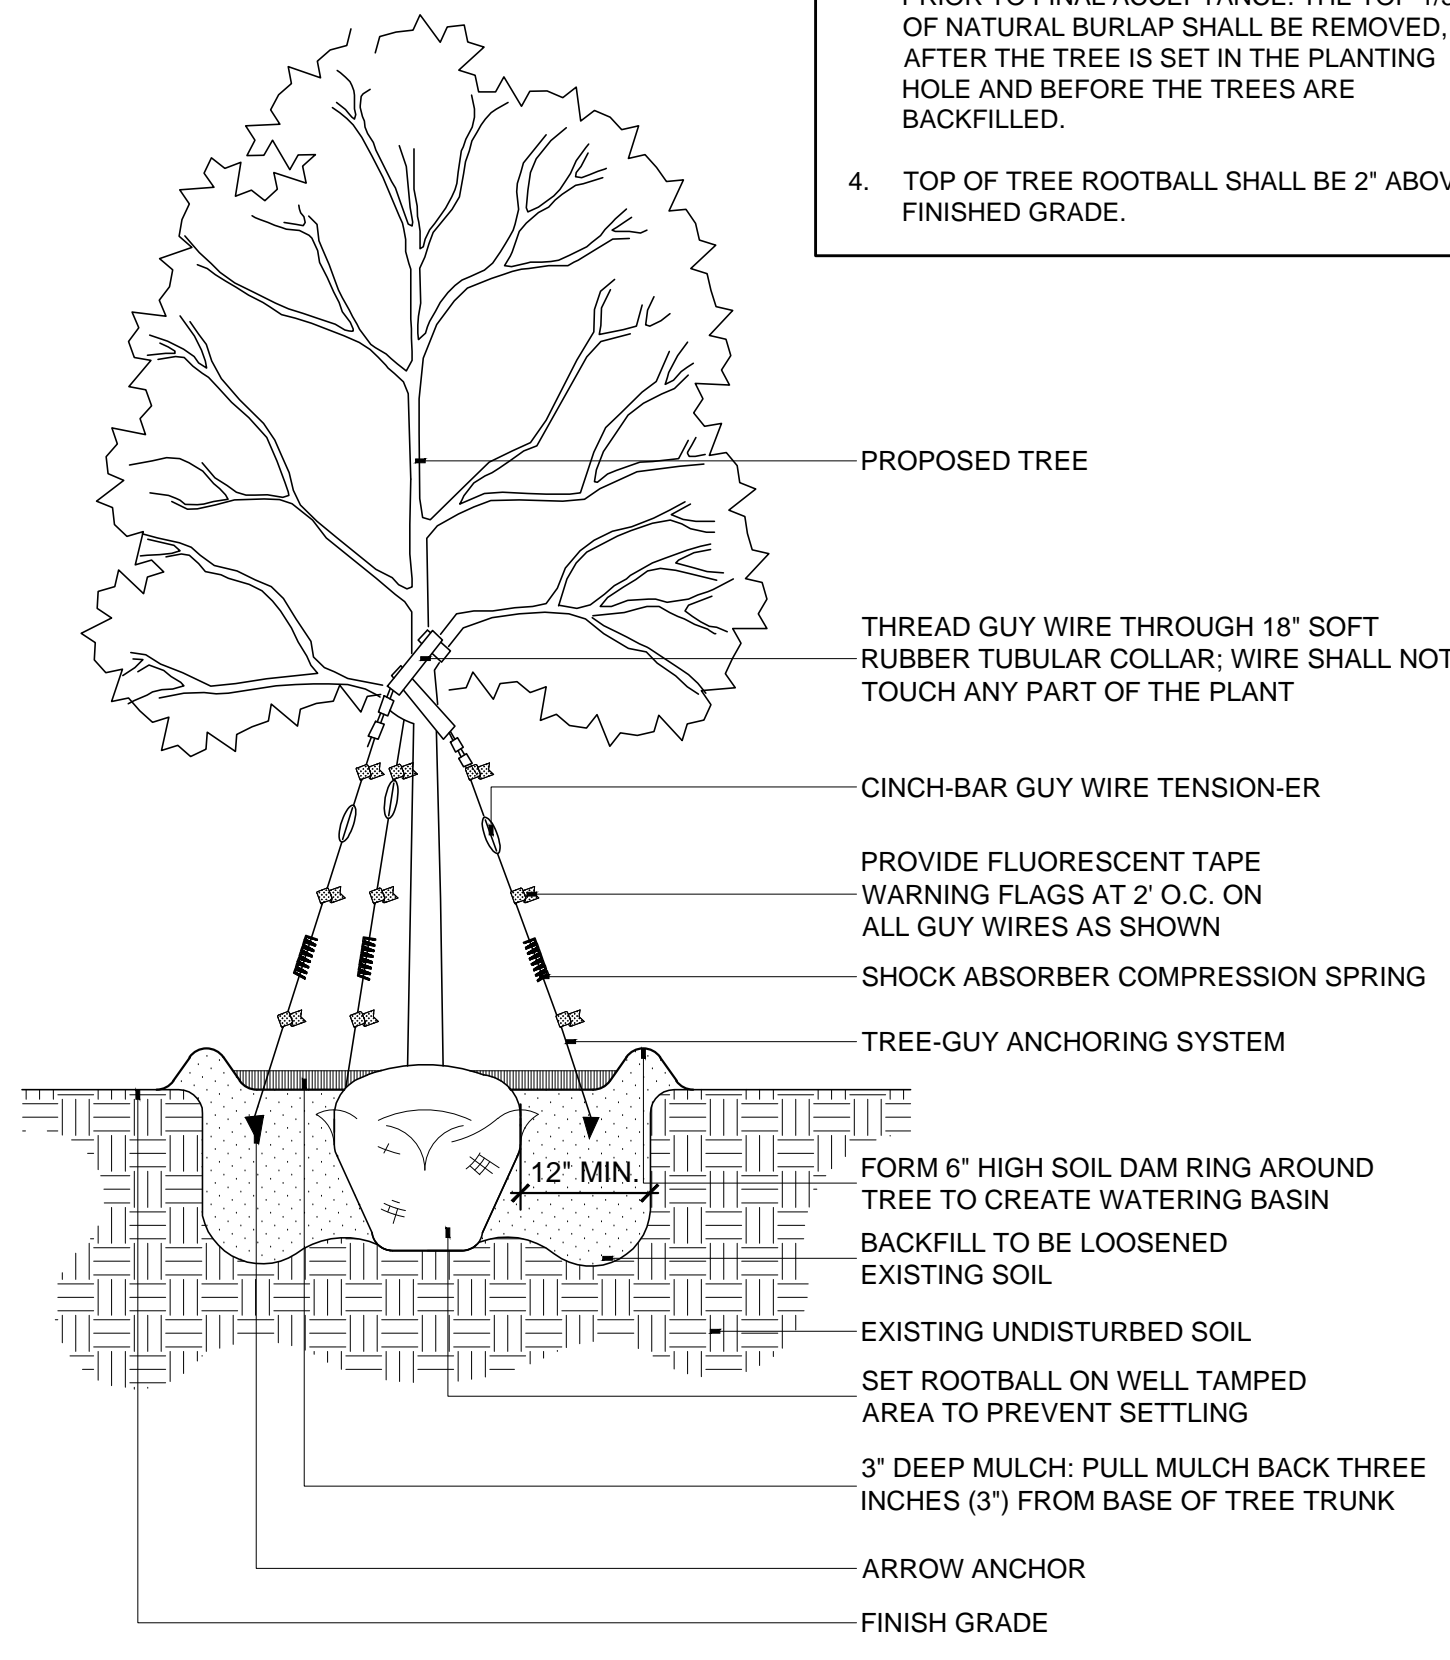 OF NATURAL BURLAP SHALL BE REMOVED,
AFTER THE TREE IS SET IN THE PLANTING
HOLE AND BEFORE THE TREES ARE
BACKFILLED.
4. TOP OF TREE ROOTBALL SHALL BE 2" ABOV
FINISHED GRADE.
PROPOSED TREE
THREAD GUY WIRE THROUGH 18" SOFT
RUBBER TUBULAR COLLAR; WIRE SHALL NOT
TOUCH ANY PART OF THE PLANT
CINCH-BAR GUY WIRE TENSION-ER
PROVIDE FLUORESCENT TAPE
WARNING FLAGS AT 2' O.C. ON
ALL GUY WIRES AS SHOWN
SHOCK ABSORBER COMPRESSION SPRING
TREE-GUY ANCHORING SYSTEM
12" MIN.
FORM 6" HIGH SOIL DAM RING AROUND
TREE TO CREATE WATERING BASIN
BACKFILL TO BE LOOSENED
EXISTING SOIL
EXISTING UNDISTURBED SOIL
SET ROOTBALL ON WELL TAMPED
AREA TO PREVENT SETTLING
3" DEEP MULCH: PULL MULCH BACK THREE
INCHES (3") FROM BASE OF TREE TRUNK
ARROW ANCHOR
FINISH GRADE